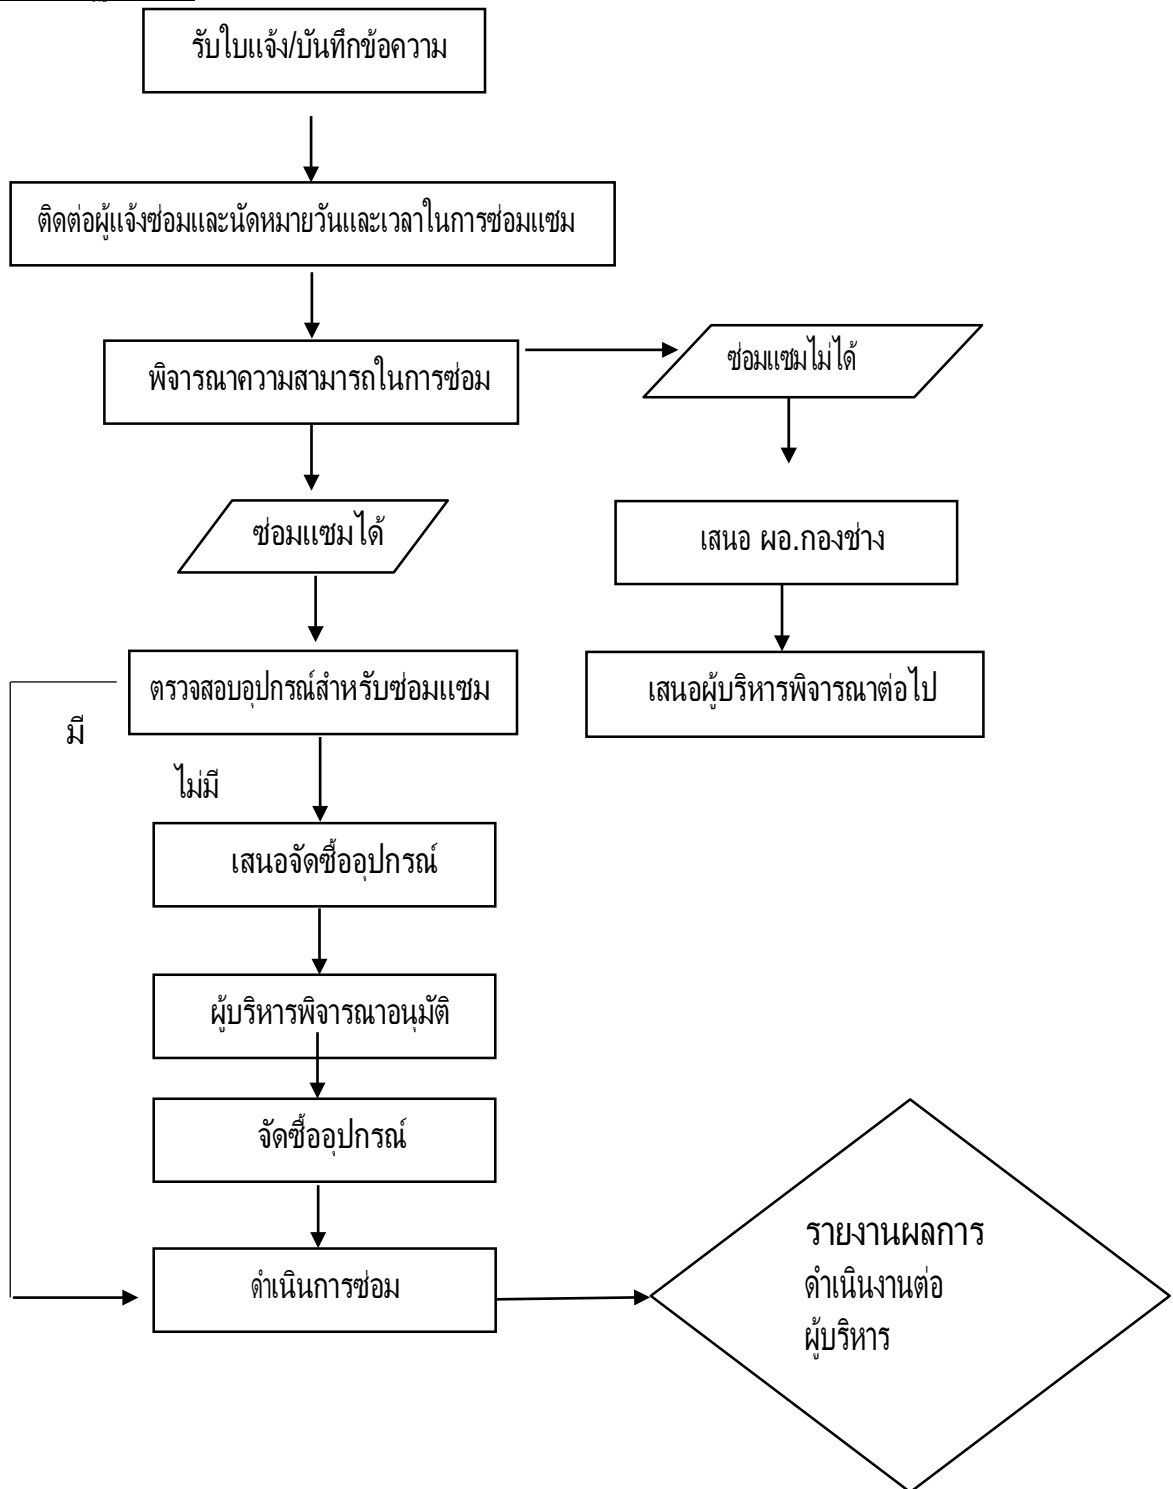 รับใบแจ้ง/บันทึกข้อความ
ติดต่อผู้แจ้งซ่อมและนัดหมายวันและเวลาในการซ่อมแซม
พิจารณาความสามารถในการซ่อม
ซ่อมแซมไม่ได้
ซ่อมแซมได้
เสนอ ผอ.กองช่าง
ตรวจสอบอุปกรณ์สำหรับซ่อมแซม
เสนอผู้บริหารพิจารณาต่อไป
มี
ไม่มี
เสนอจัดซื้ออุปกรณ์
ผู้บริหารพิจารณาอนุมัติ
จัดซื้ออุปกรณ์
ดำเนินการซ่อม
รายงานผลการ
ดำเนินงานต่อ
ผู้บริหาร